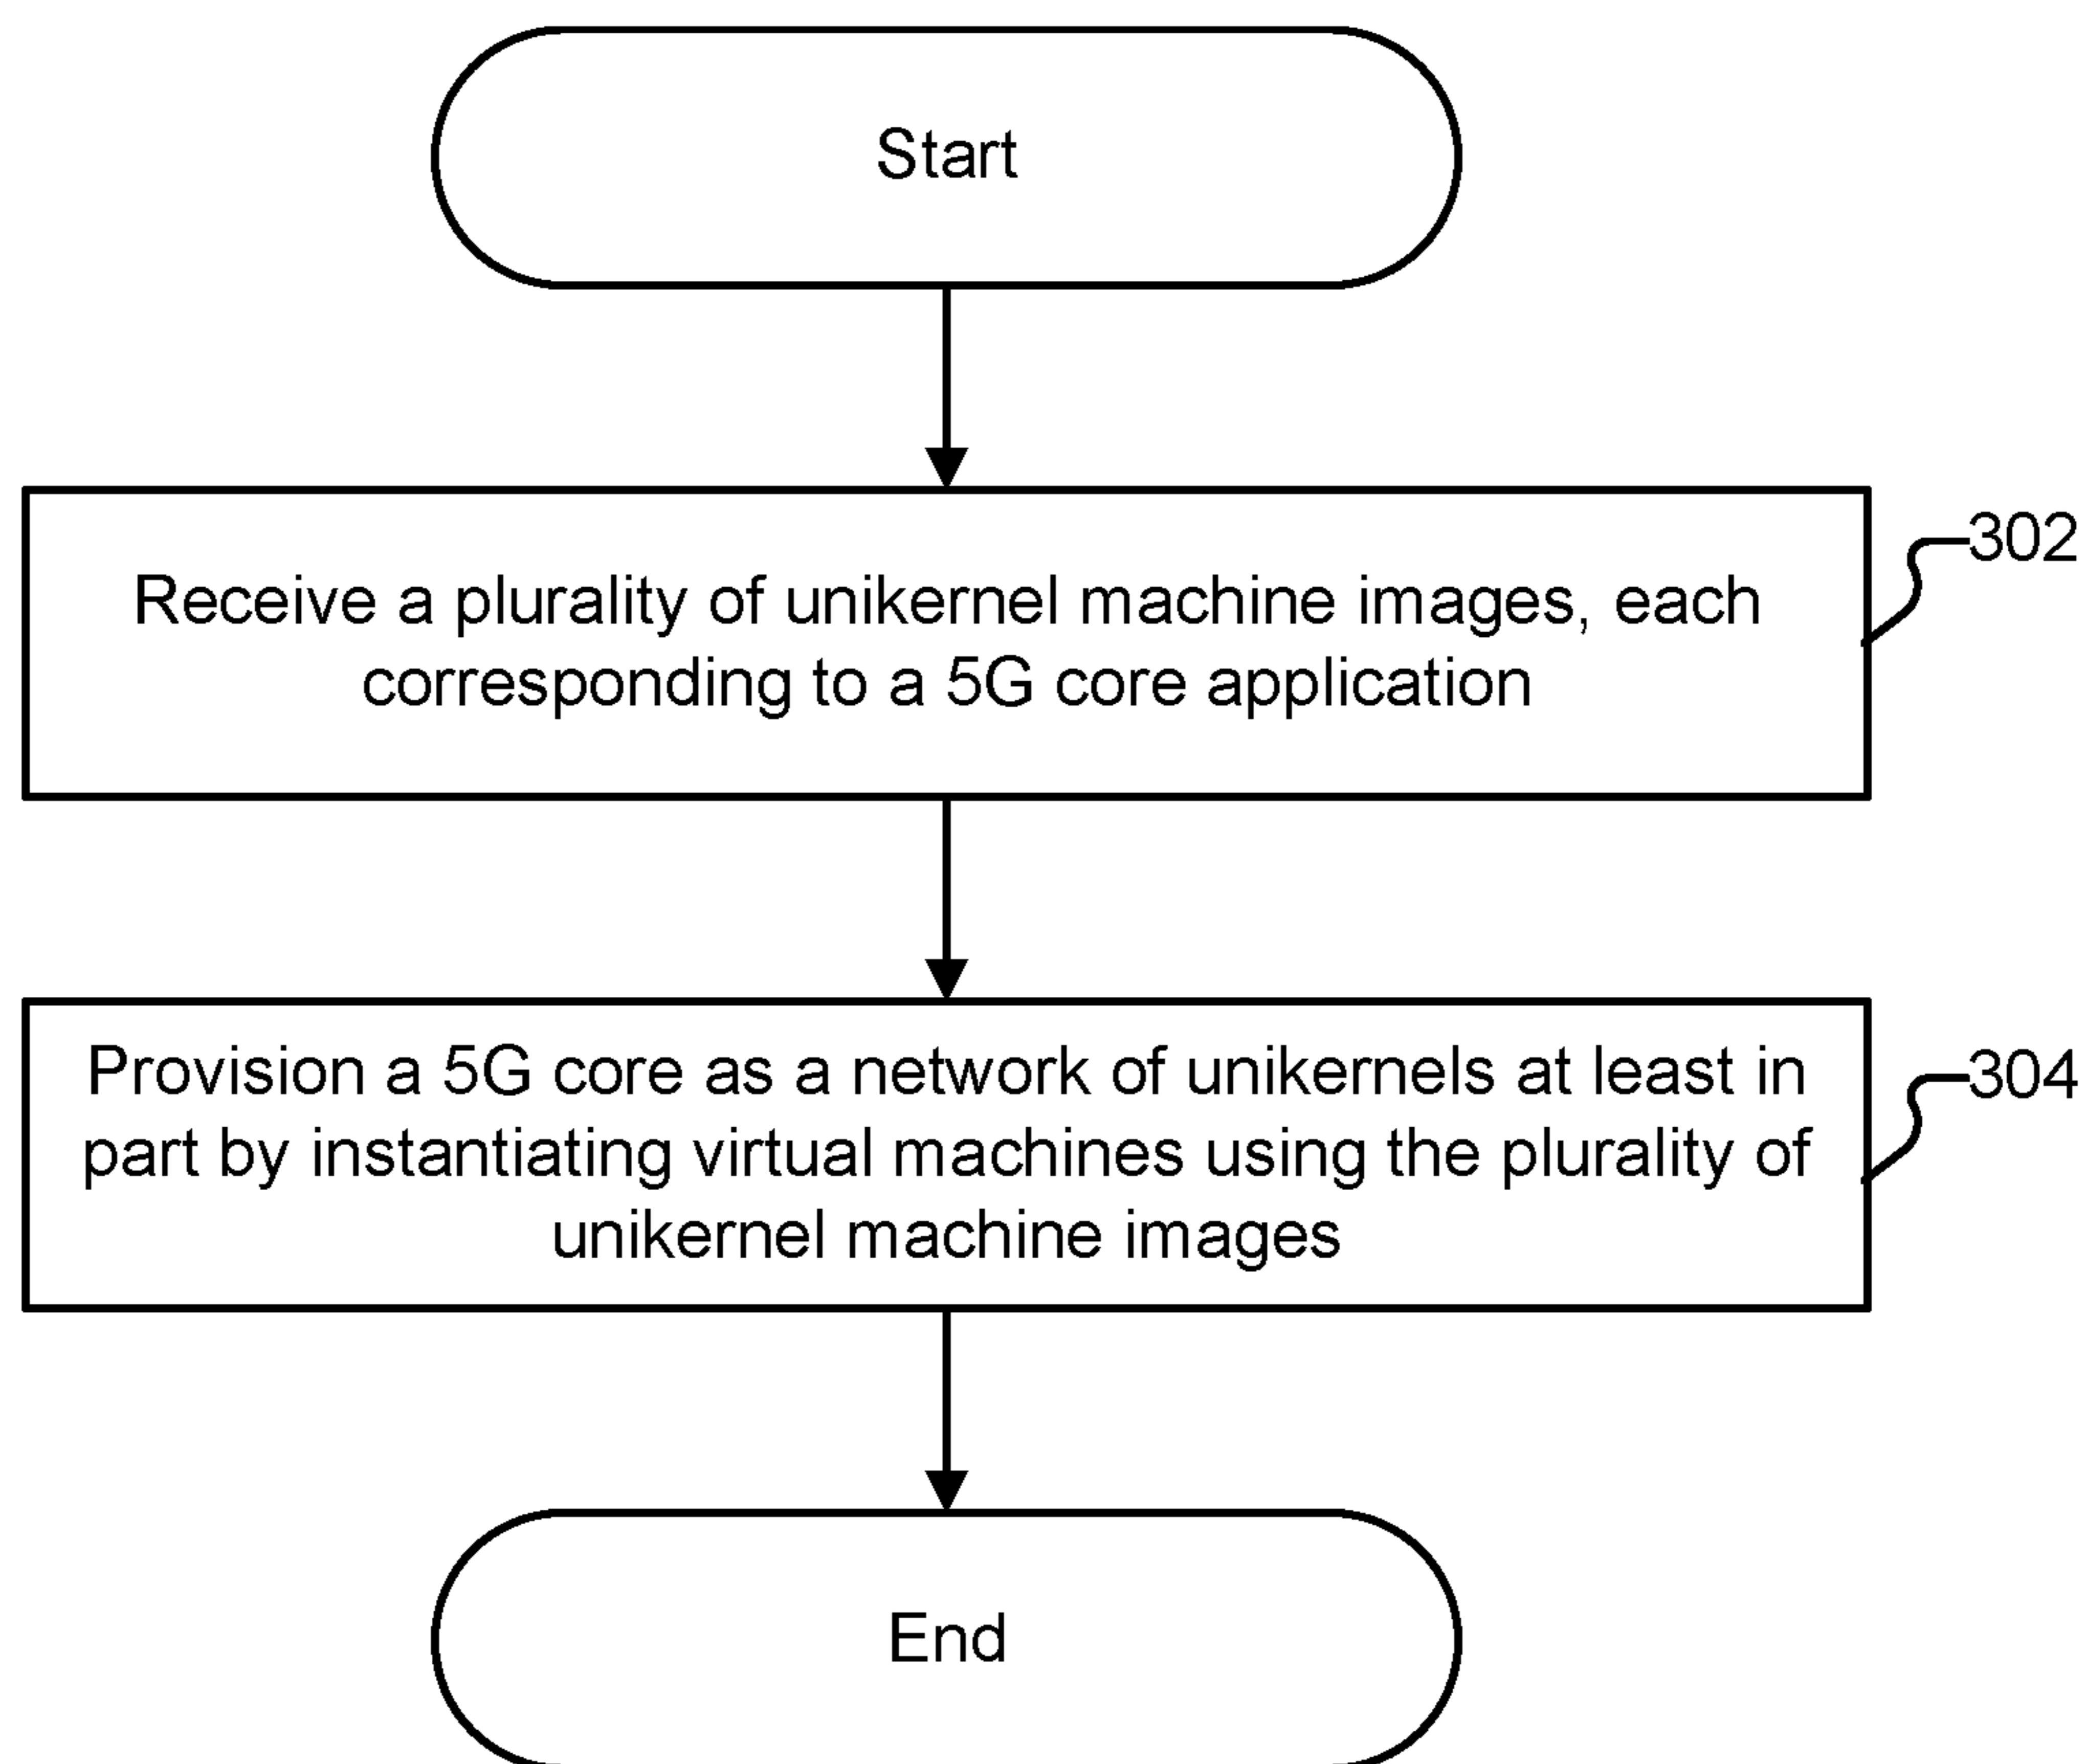 Start
302
Receive a plurality of unikernel machine images, each
corresponding to a 5G core application
304
Provision a 5G core as a network of unikernels at least in
part by instantiating virtual machines using the plurality of
unikernel machine images
End